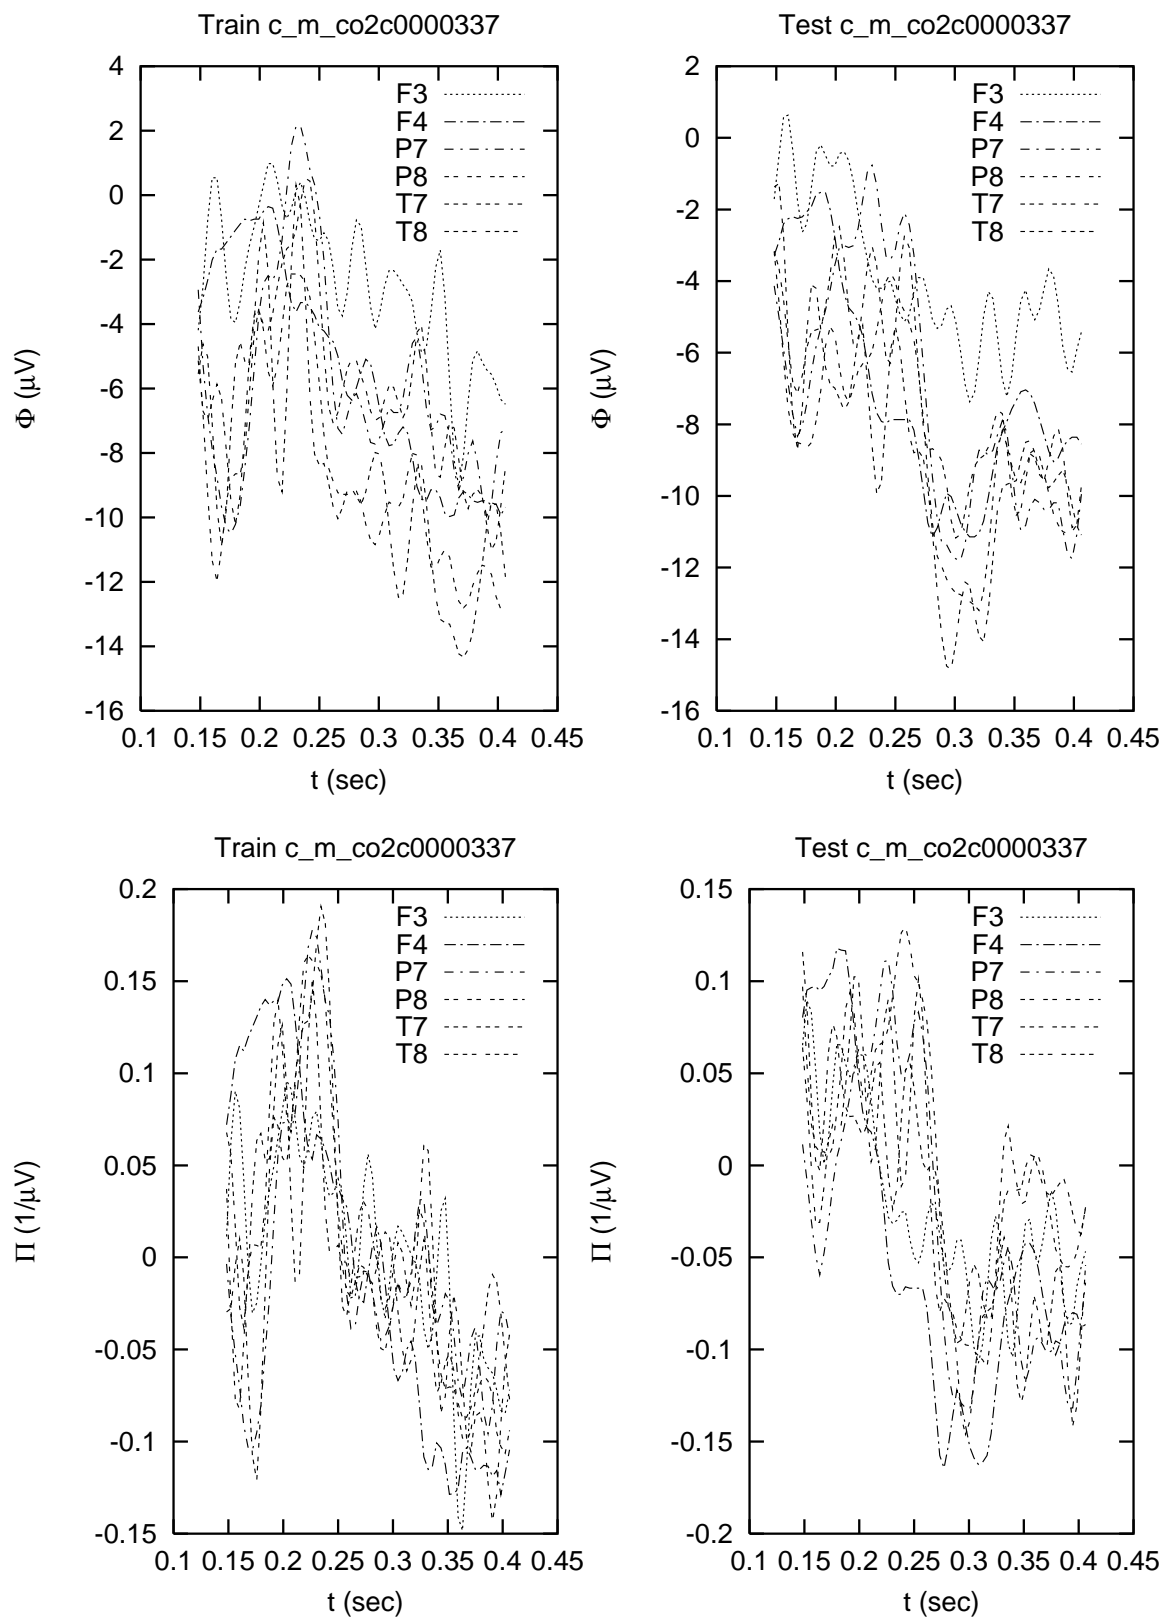 Train c_m_co2c0000337
4
2
0
-2
-4
-6
-8
-10
-12
-14
-16
0.1 0.15 0.2 0.25 0.3 0.35 0.4 0.45
Φ (μV)
t (sec)
F3
F4
P7
P8
T7
T8
Test c_m_co2c0000337
2
0
-2
-4
-6
-8
-10
-12
-14
-16
0.1 0.15 0.2 0.25 0.3 0.35 0.4 0.45
Φ (μV)
t (sec)
F3
F4
P7
P8
T7
T8
Train c_m_co2c0000337
0.2
0.15
0.1
0.05
0
-0.05
-0.1
-0.15
0.1 0.15 0.2 0.25 0.3 0.35 0.4 0.45
Π (1/μV)
t (sec)
F3
F4
P7
P8
T7
T8
Test c_m_co2c0000337
0.15
0.1
0.05
0
-0.05
-0.1
-0.15
-0.2
0.1 0.15 0.2 0.25 0.3 0.35 0.4 0.45
Π (1/μV)
t (sec)
F3
F4
P7
P8
T7
T8